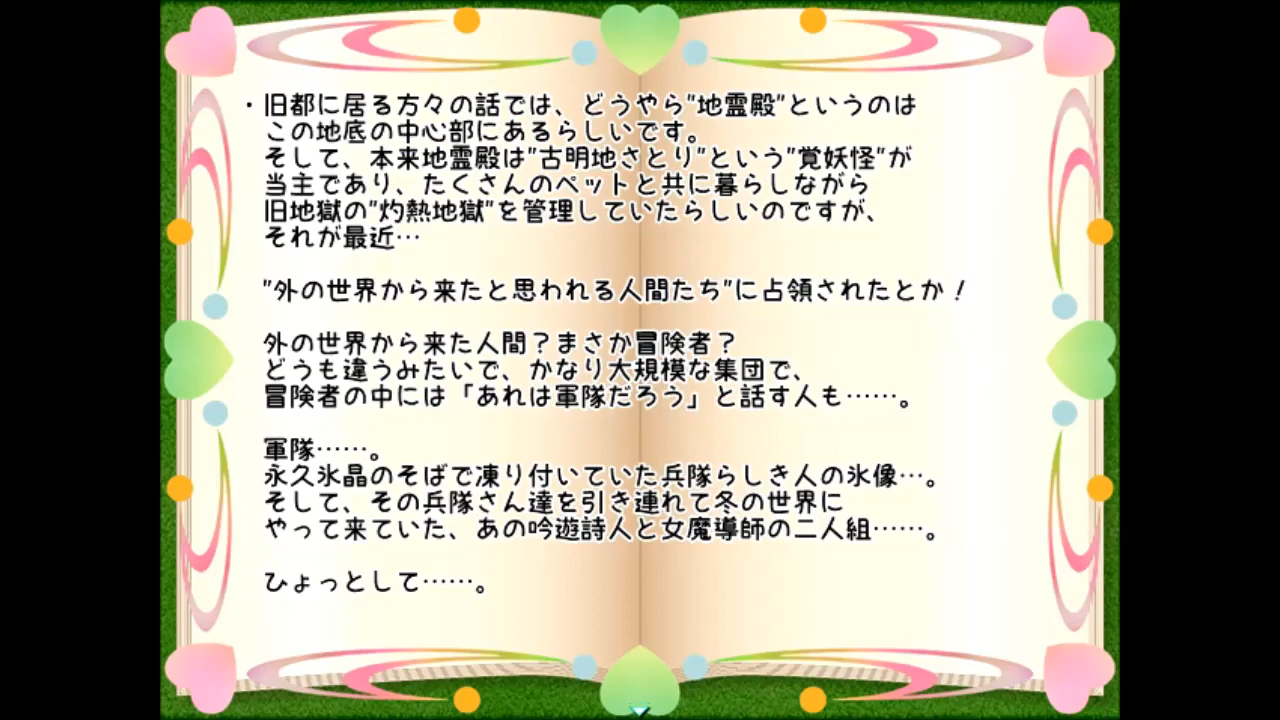 ・旧都に居る方々の話では、どうやら"地霊殿"というのは
この地底の中心部にあるらしいです。
そして、本来地霊殿は"古明地さとり"という"覚妖怪"が
当主であり、たくさんのペットと共に暮らしながら
旧地獄の"灼熱地獄"を管理していたらしいのですが、
それが最近…
"外の世界から来たと思われる人間たち"に占領されたとか！
外の世界から来た人間？まさか冒険者？
どうも違うみたいで、かなり大規模な集団で、
冒険者の中には「あれは軍隊だろう」と話す人も……。
軍隊……。
永久氷晶のそばで凍り付いていた兵隊らしき人の氷像…。
そして、その兵隊さん達を引き連れて冬の世界に
やって来ていた、あの吟遊詩人と女魔導師の二人組……。
ひょっとして……。